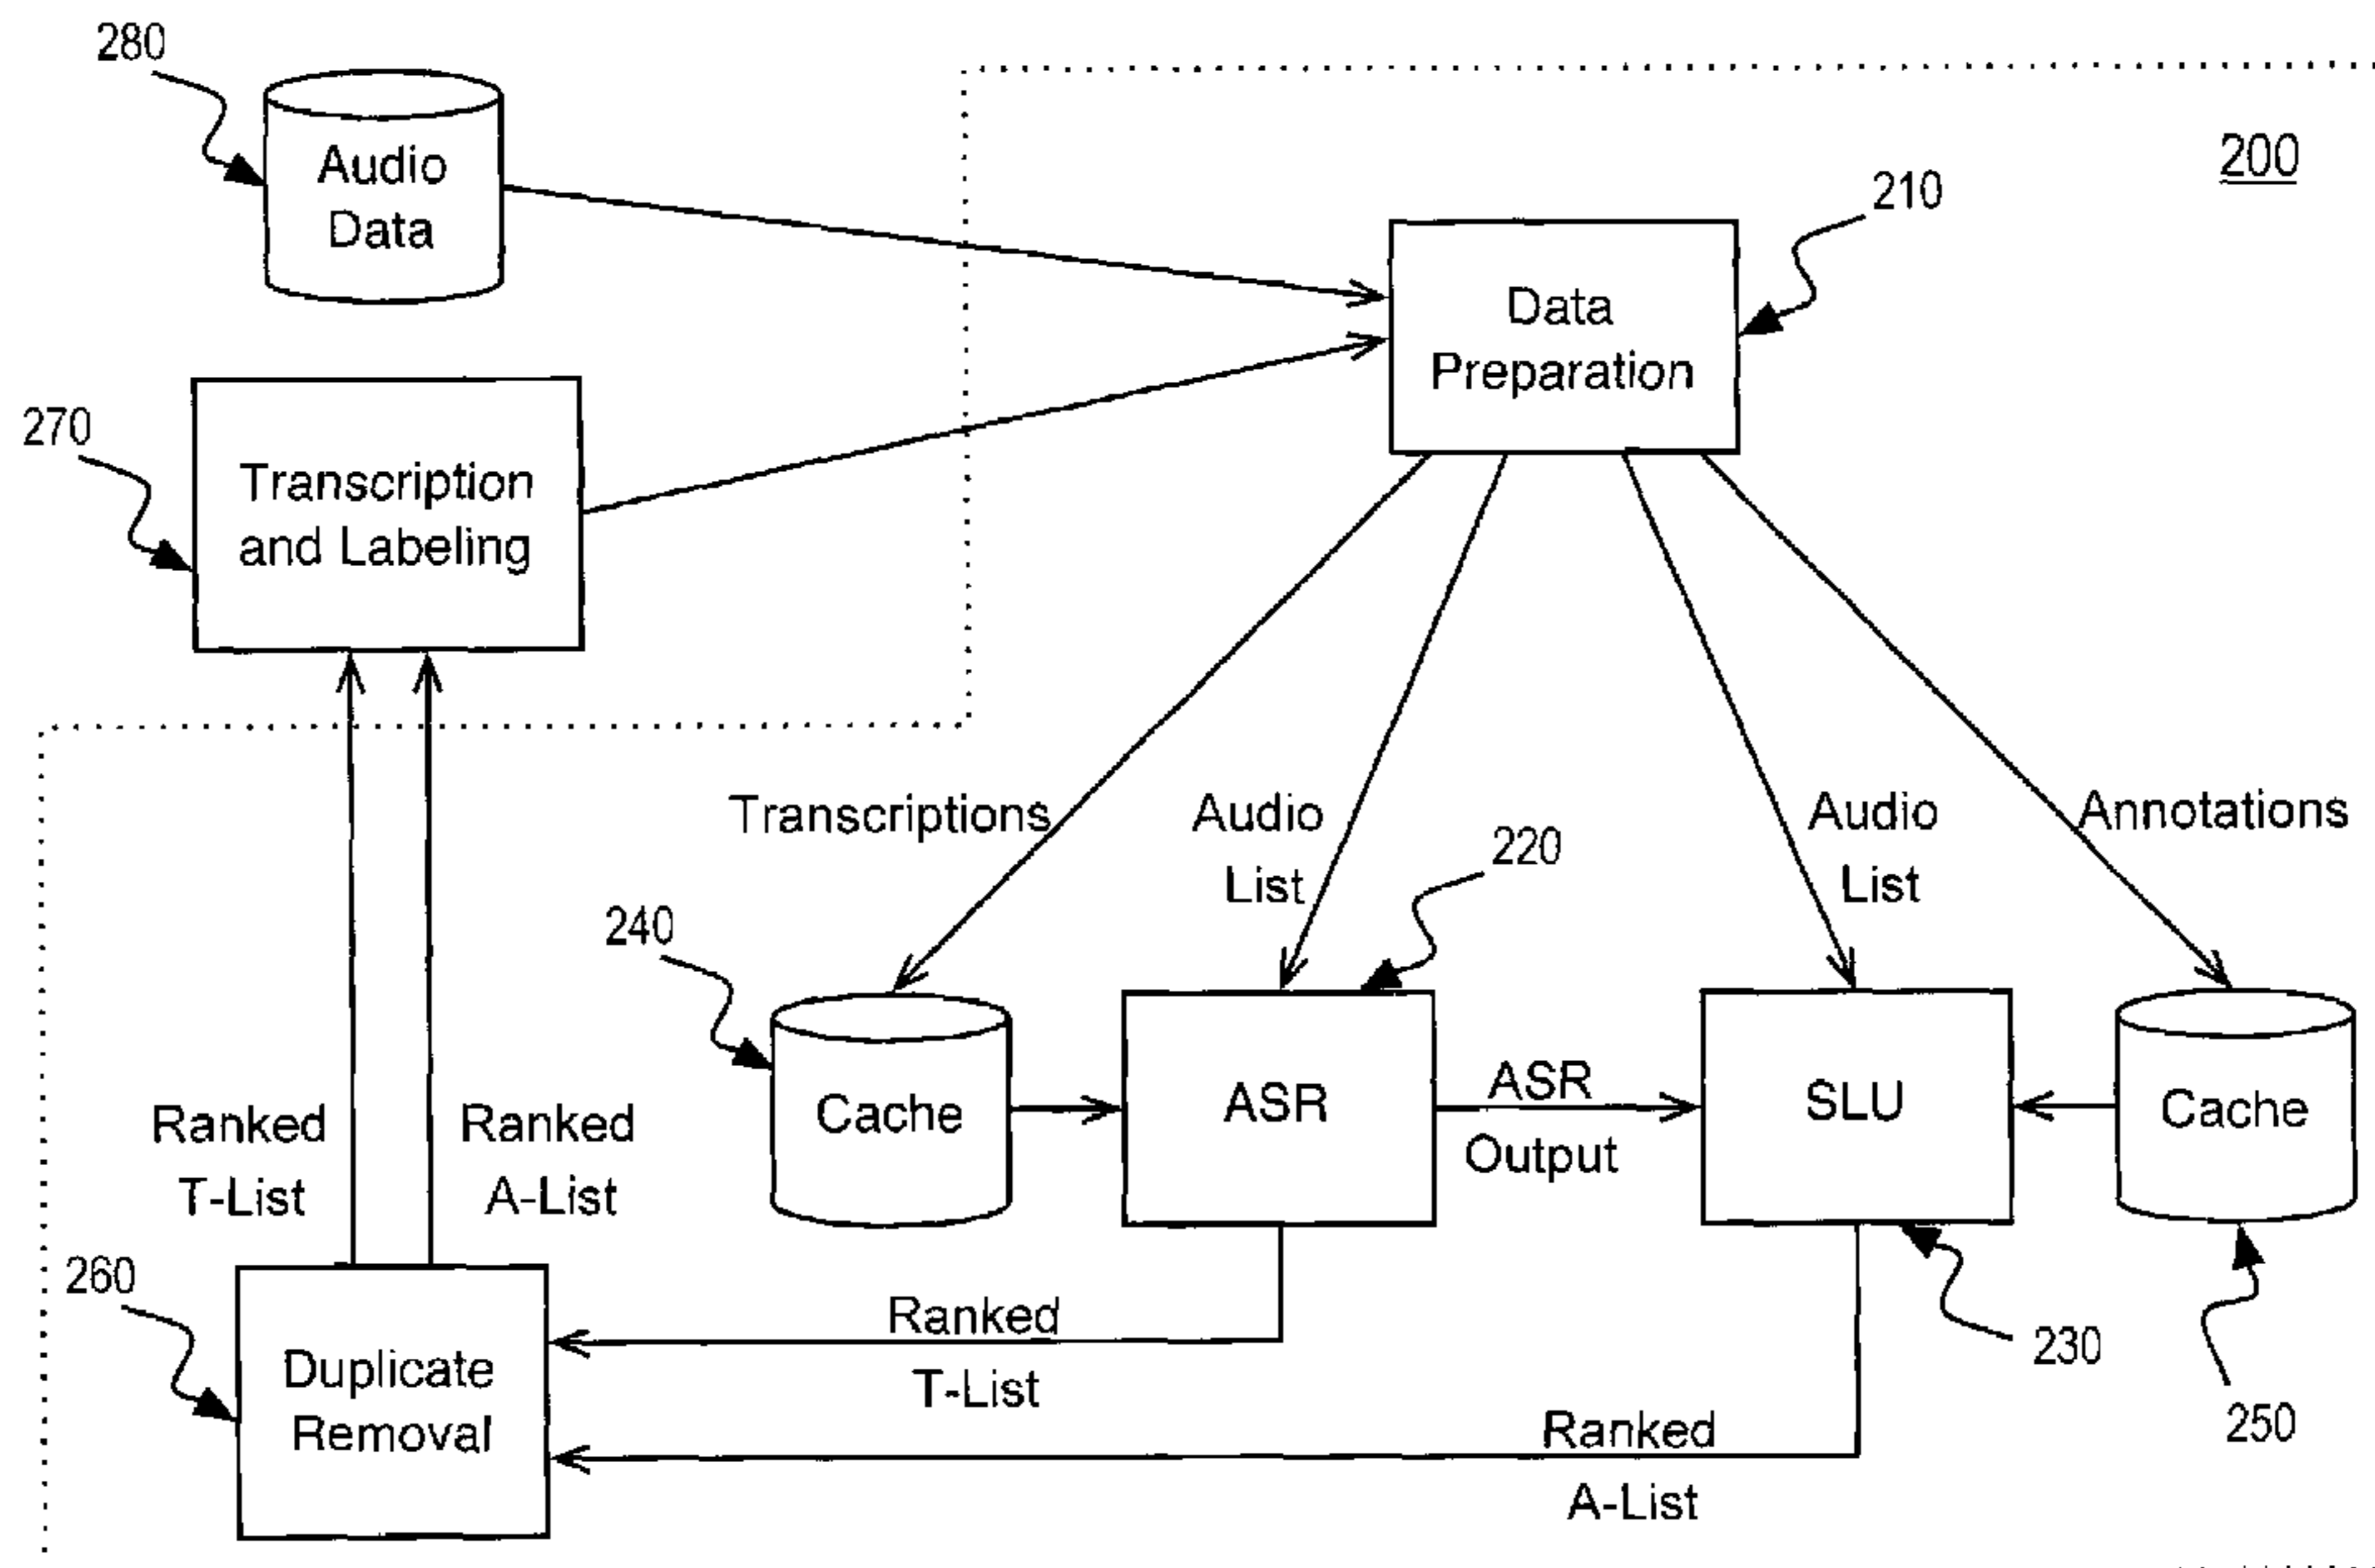 280
Audio
Data
200
210
Data
Preparation
270
Transcription
and Labeling
Transcriptions
Audio
List
Audio
List
Annotations
220
240
Cache
ASR
ASR
Output
SLU
Cache
Ranked
T-List
Ranked
A-List
260
Duplicate
Removal
Ranked
T-List
Ranked
A-List
230
250